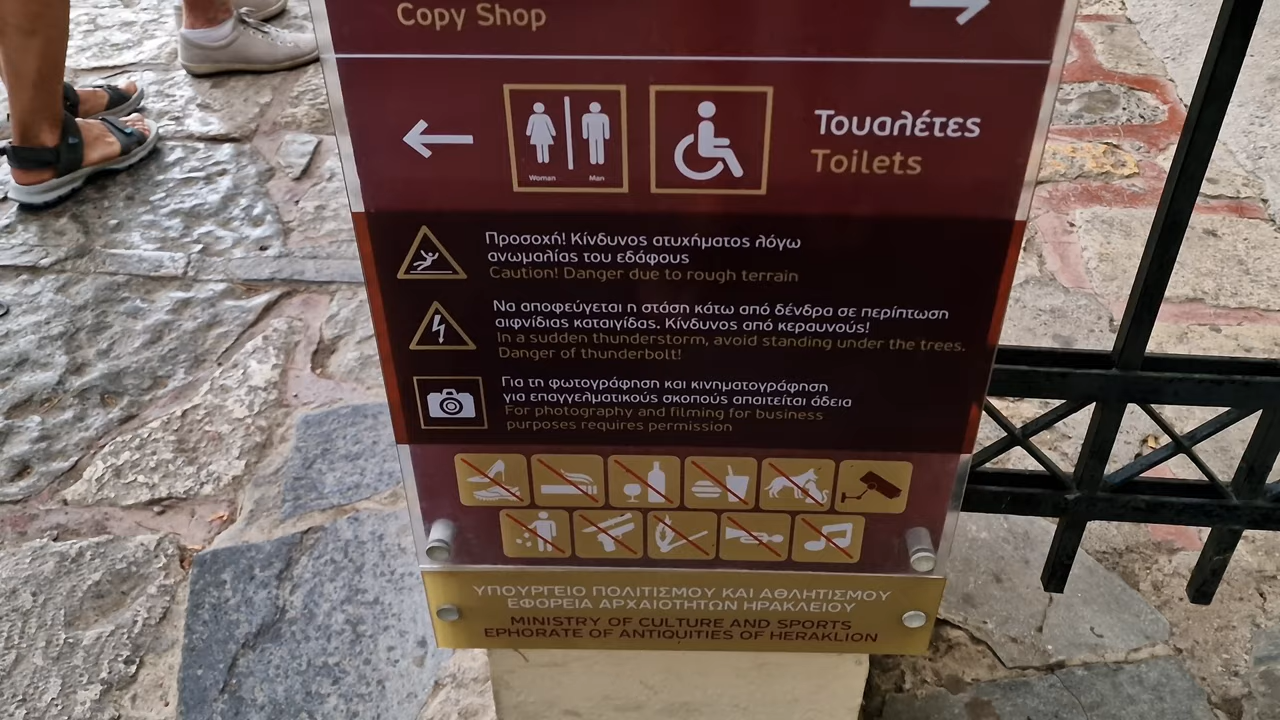 Copy Shop
Τουαλέτες
Toilets
Woman Man
Προσοχή! Κίνδυνος ατυχήματος λόγω
ανωμαλίας του εδάφους
Caution! Danger due to rough terrain
Να αποφεύγεται η στάση κάτω από δένδρα σε περίπτωση
αιφνίδιας καταιγίδας. Κίνδυνος από κεραυνούς!
In a sudden thunderstorm, avoid standing under the trees.
Danger of thunderbolt!
Για τη φωτογράφηση και κινηματογράφηση
για επαγγελματικούς σκοπούς απαιτείται άδεια
For photography and filming for business
purposes requires permission
ΥΠΟΥΡΓΕΙΟ ΠΟΛΙΤΙΣΜΟΥ ΚΑΙ ΑΘΛΗΤΙΣΜΟΥ
ΕΦΟΡΕΙΑ ΑΡΧΑΙΟΤΗΤΩΝ ΗΡΑΚΛΕΙΟΥ
MINISTRY OF CULTURE AND SPORTS
EPHORATE OF ANTIQUITIES OF HERAKLION